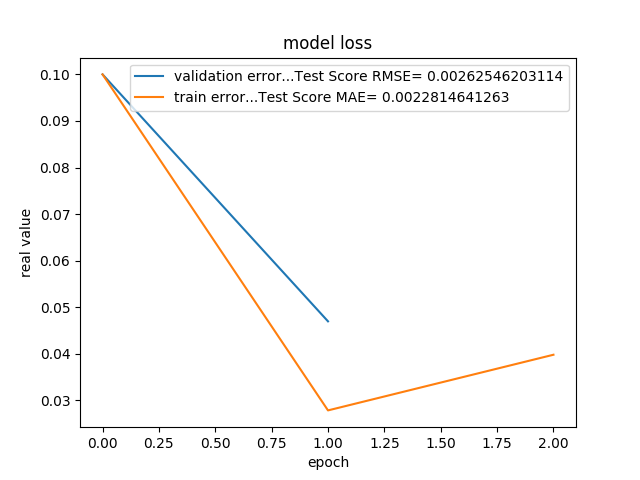 model loss
validation error...Test Score RMSE= 0.00262546203114
train error...Test Score MAE= 0.0022814641263
real value
0.10
0.09
0.08
0.07
0.06
0.05
0.04
0.03
0.00 0.25 0.50 0.75 1.00 1.25 1.50 1.75 2.00
epoch